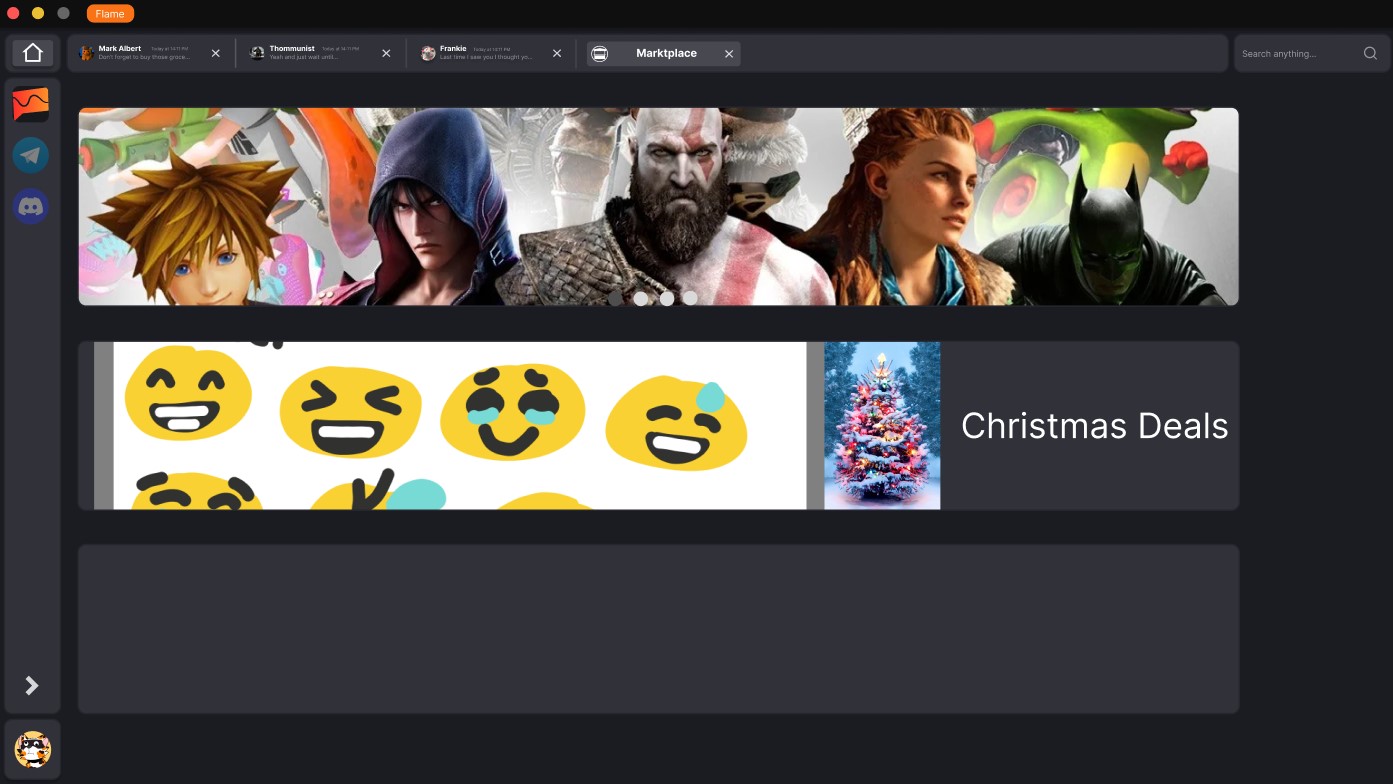 Flame
Mark Albert Today at 14:11 PM
Don't forget to buy those groce...
Thommunist Today at 14:11 PM
Yeah and just wait until...
Frankie Today at 14:11 PM
Last time I saw you I thought yo...
Marktplace
Search anything...
Christmas Deals